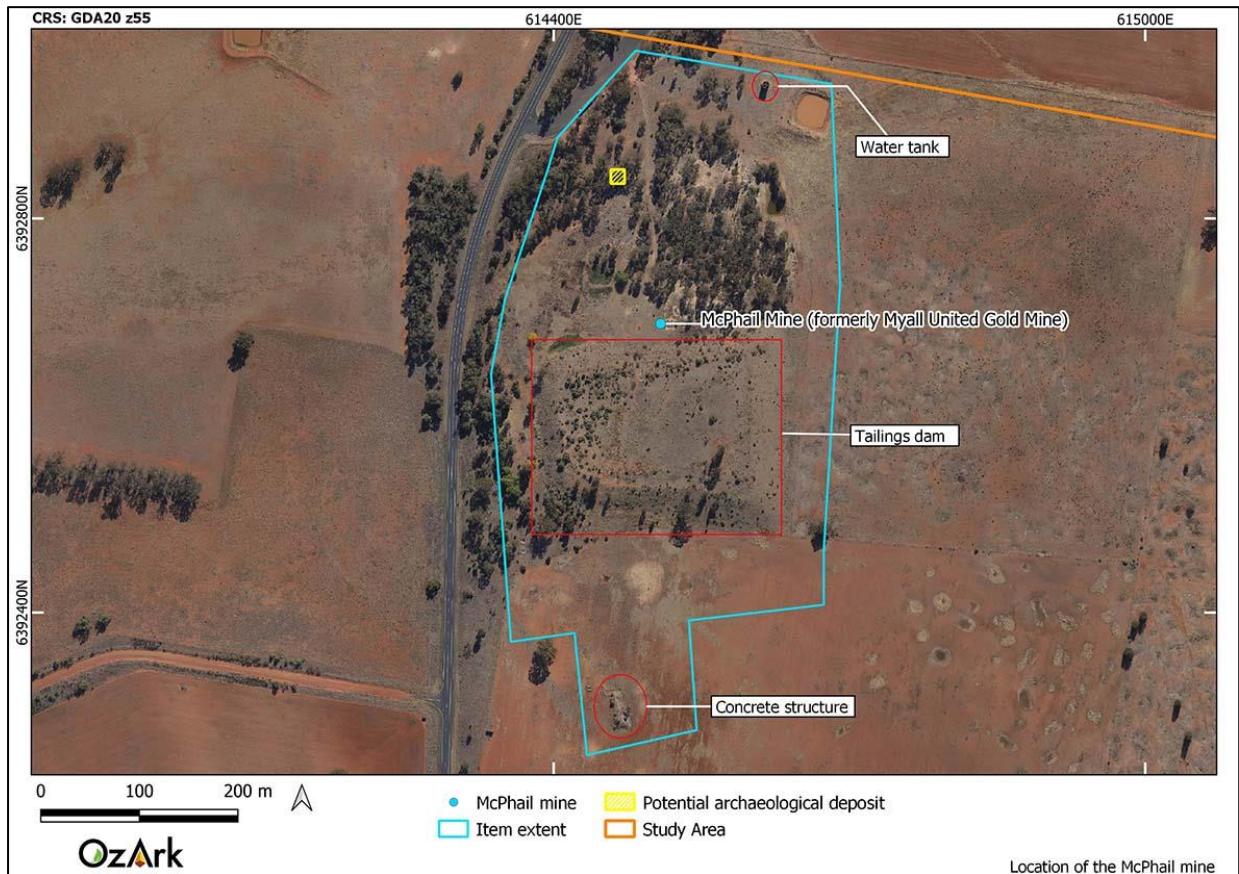 CRS: GDA20 z55
614400E
615000E
Water tank
6392800N
McPhail Mine (formerly Myall United Gold Mine)
Tailings dam
6392400N
Concrete structure
0 100 200 m
McPhail mine
Potential archaeological deposit
Item extent
Study Area
OzArk
Location of the McPhail mine